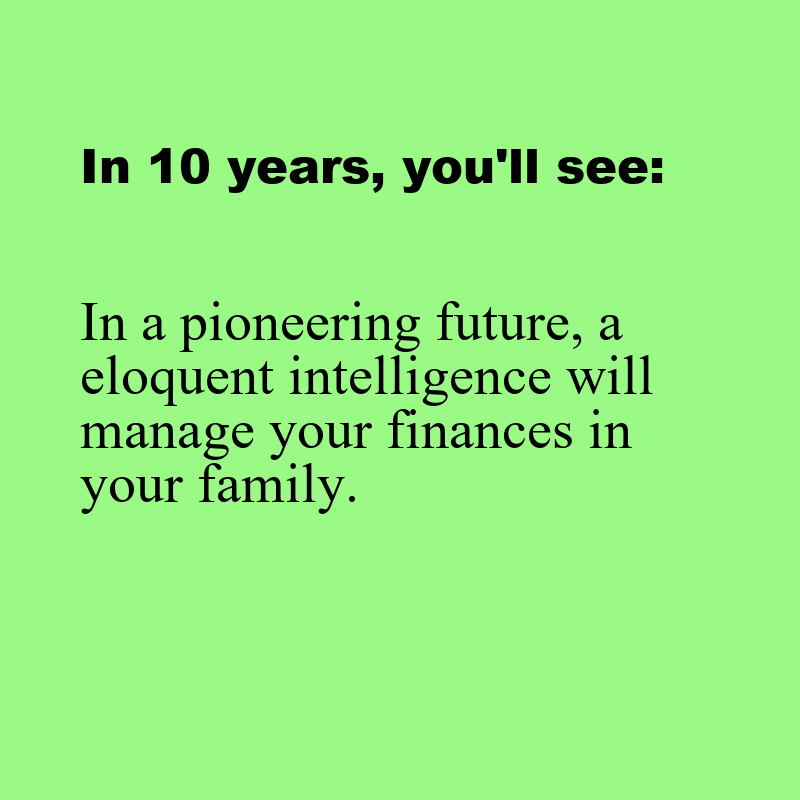 In 10 years, you'll see:
In a pioneering future, a
eloquent intelligence will
manage your finances in
your family.